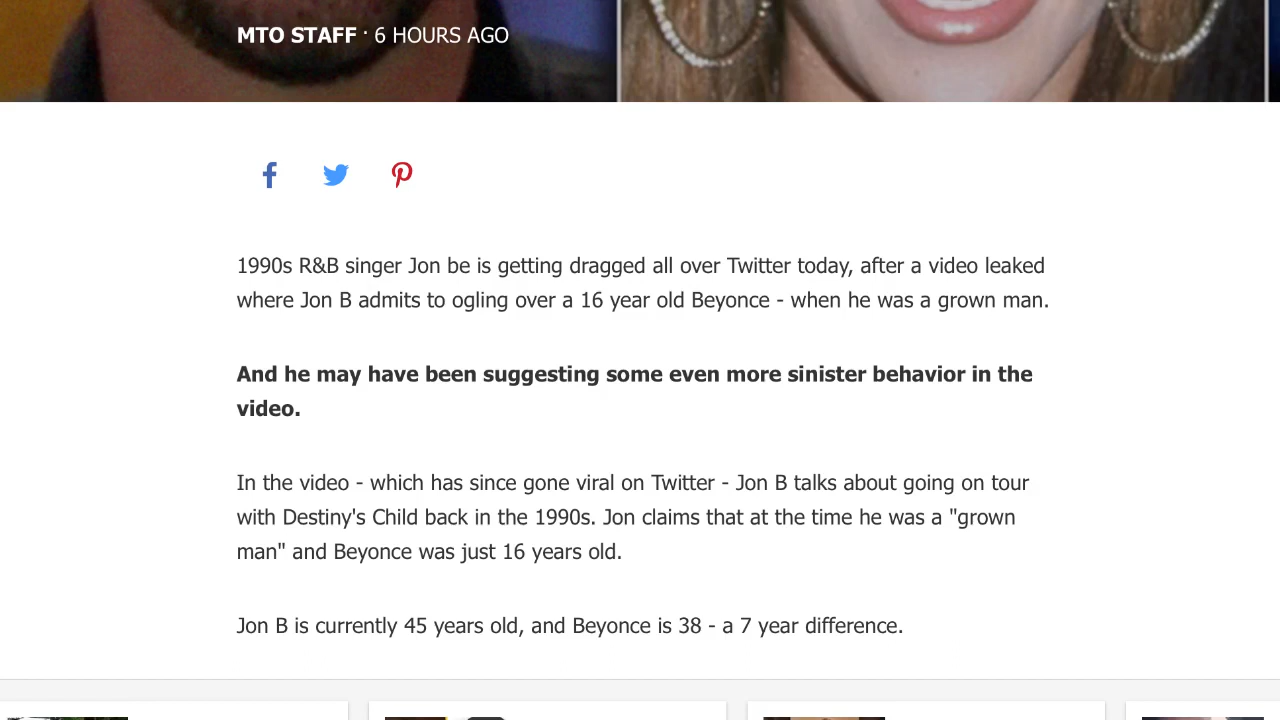 MTO STAFF · 6 HOURS AGO
1990s R&B singer Jon be is getting dragged all over Twitter today, after a video leaked
where Jon B admits to ogling over a 16 year old Beyonce - when he was a grown man.
And he may have been suggesting some even more sinister behavior in the
video.
In the video - which has since gone viral on Twitter - Jon B talks about going on tour
with Destiny's Child back in the 1990s. Jon claims that at the time he was a "grown
man" and Beyonce was just 16 years old.
Jon B is currently 45 years old, and Beyonce is 38 - a 7 year difference.